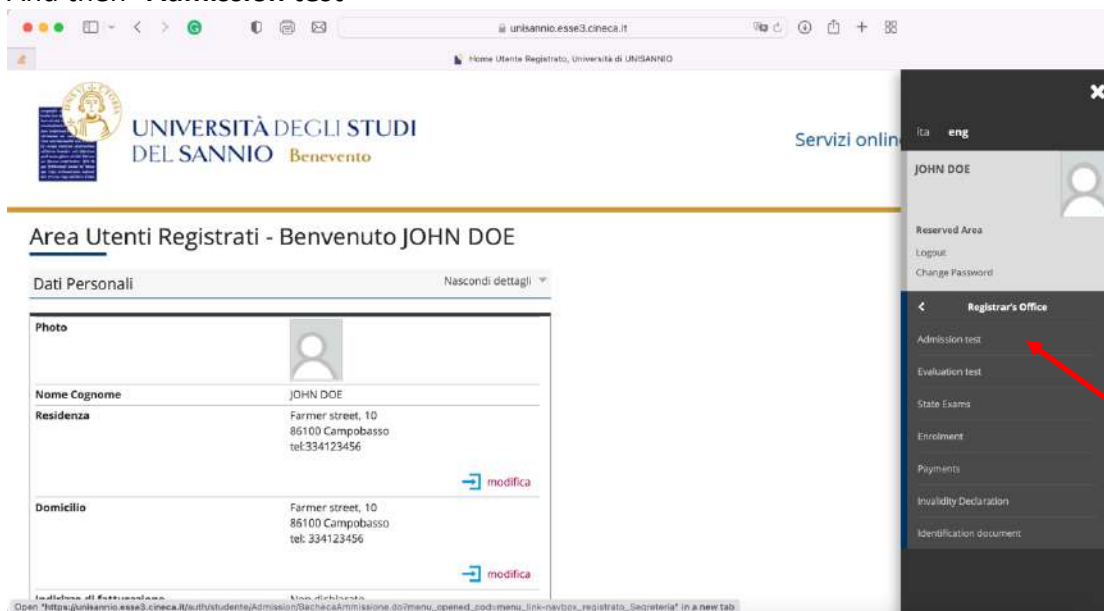 And then "Admission test"
unisannio.esse3.cineca.it
Home Utente Registrato, Università di UNISANNIO
UNIVERSITÀ DEGLI STUDI
DEL SANNIO Benevento
Servizi onlin
ita eng
JOHN DOE
Reserved Area
Logout
Change Password
Registrar's Office
Admission test
Evaluation test
State Exams
Enrolment
Payments
Invalidity Declaration
Identification document
Area Utenti Registrati - Benvenuto JOHN DOE
Dati Personali Nascondi dettagli
Photo
Nome Cognome JOHN DOE
Residenza Farmer street, 10
86100 Campobasso
tel:334123456
modifica
Domicilio Farmer street, 10
86100 Campobasso
tel: 334123456
modifica
Indirizzo di fatturazione Non dichiarato
Open "https://unisannio.esse3.cineca.it/auth/studente/Admission/BachecaAmmissione.do?menu_opened_cod=menu_link-navbox_registrato_Segreteria" in a new tab